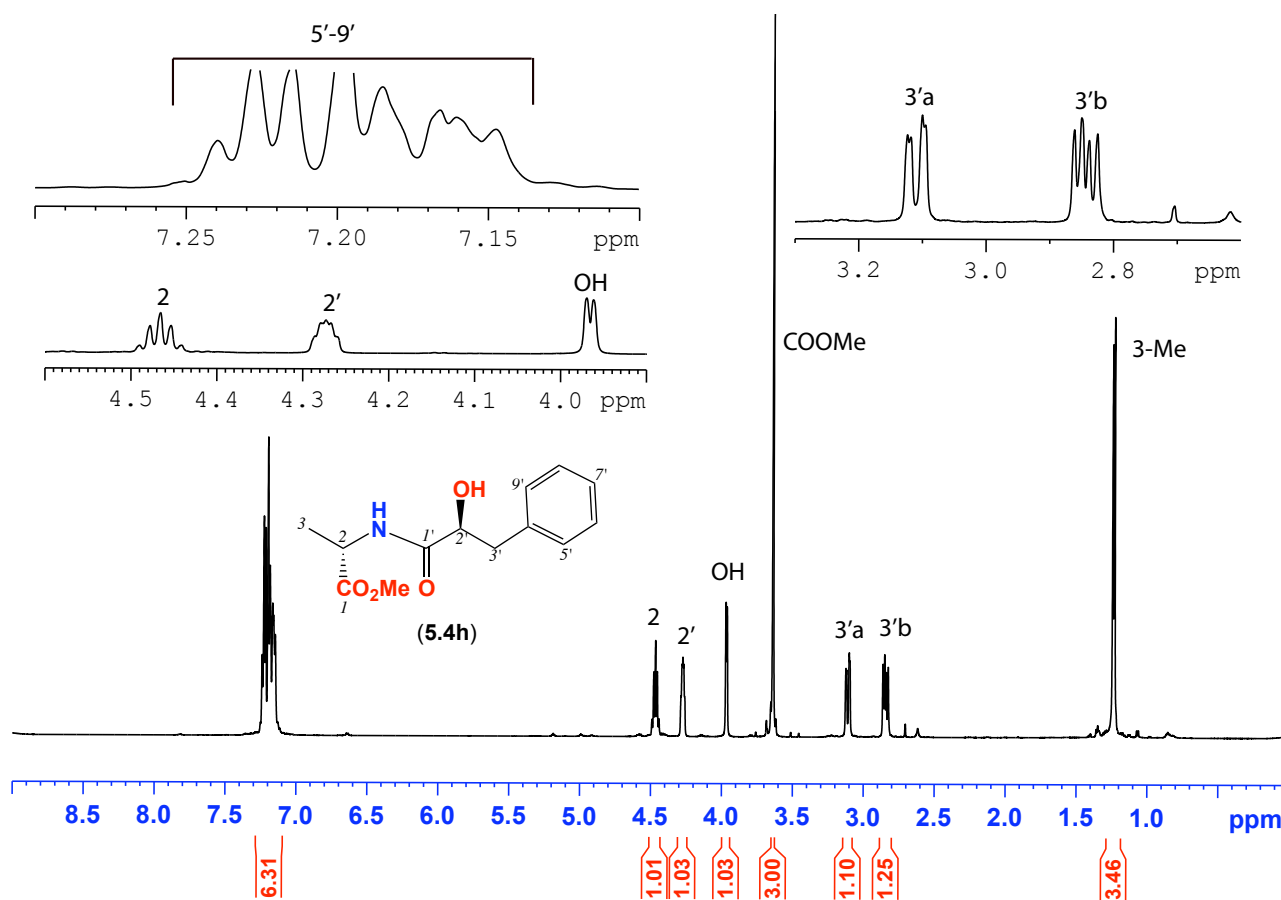 5'-9'
7.25 7.20 7.15 ppm
3'a 3'b
3.2 3.0 2.8 ppm
2 2' OH
4.5 4.4 4.3 4.2 4.1 4.0 ppm
COOMe
3-Me
OH
H
N
3
2
1'
2'
3'
9'
7'
5'
CO2Me
1
O
(5.4h)
2 2' OH 3'a 3'b
8.5 8.0 7.5 7.0 6.5 6.0 5.5 5.0 4.5 4.0 3.5 3.0 2.5 2.0 1.5 1.0 ppm
6.31 1.01 1.03 1.03 3.00 1.10 1.25 3.46